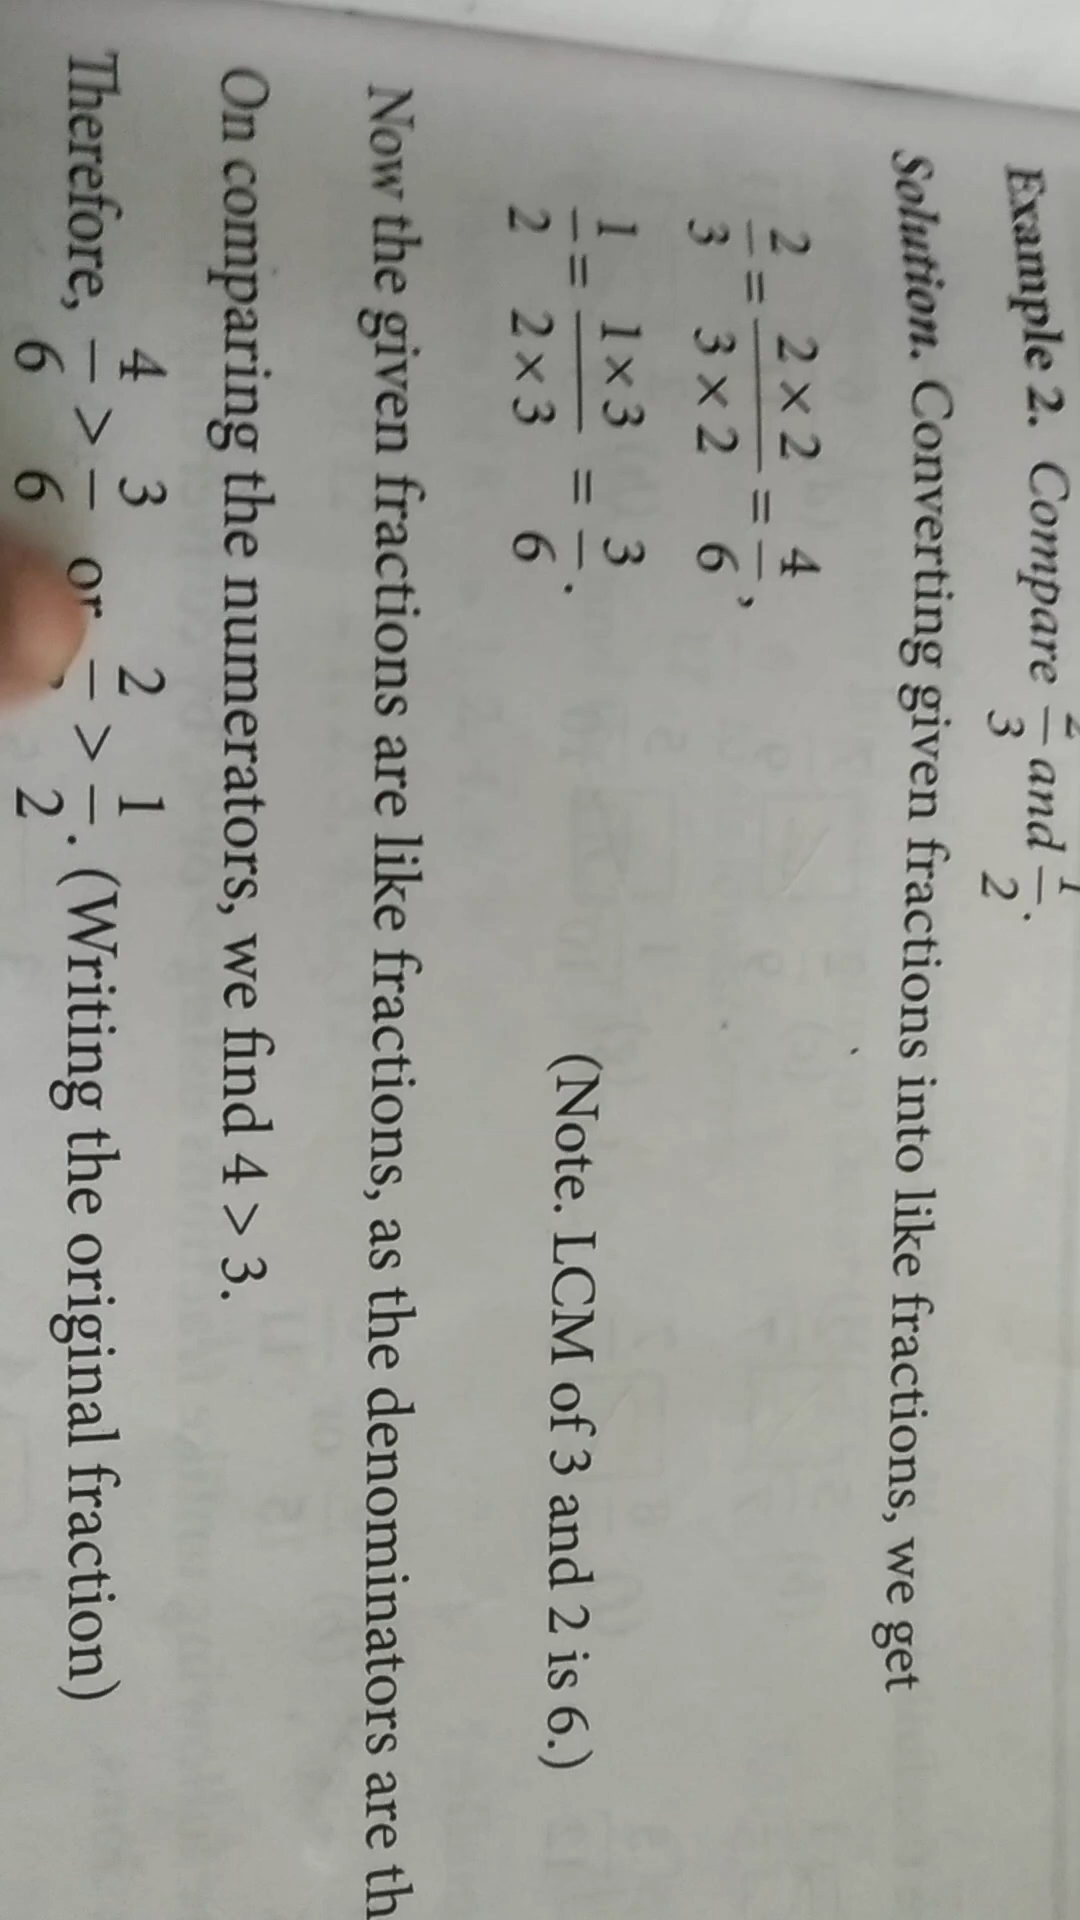 Example 2. Compare 2/3 and 1/2.
Solution. Converting given fractions into like fractions, we get
2/3 = 2 × 2/3 × 2 = 4/6,
1/2 = 1 × 3/2 × 3 = 3/6. (Note. LCM of 3 and 2 is 6.)
Now the given fractions are like fractions, as the denominators are
On comparing the numerators, we find 4 > 3.
Therefore, 4/6 > 3/6 or 2/ > 1/2. (Writing the original fraction)